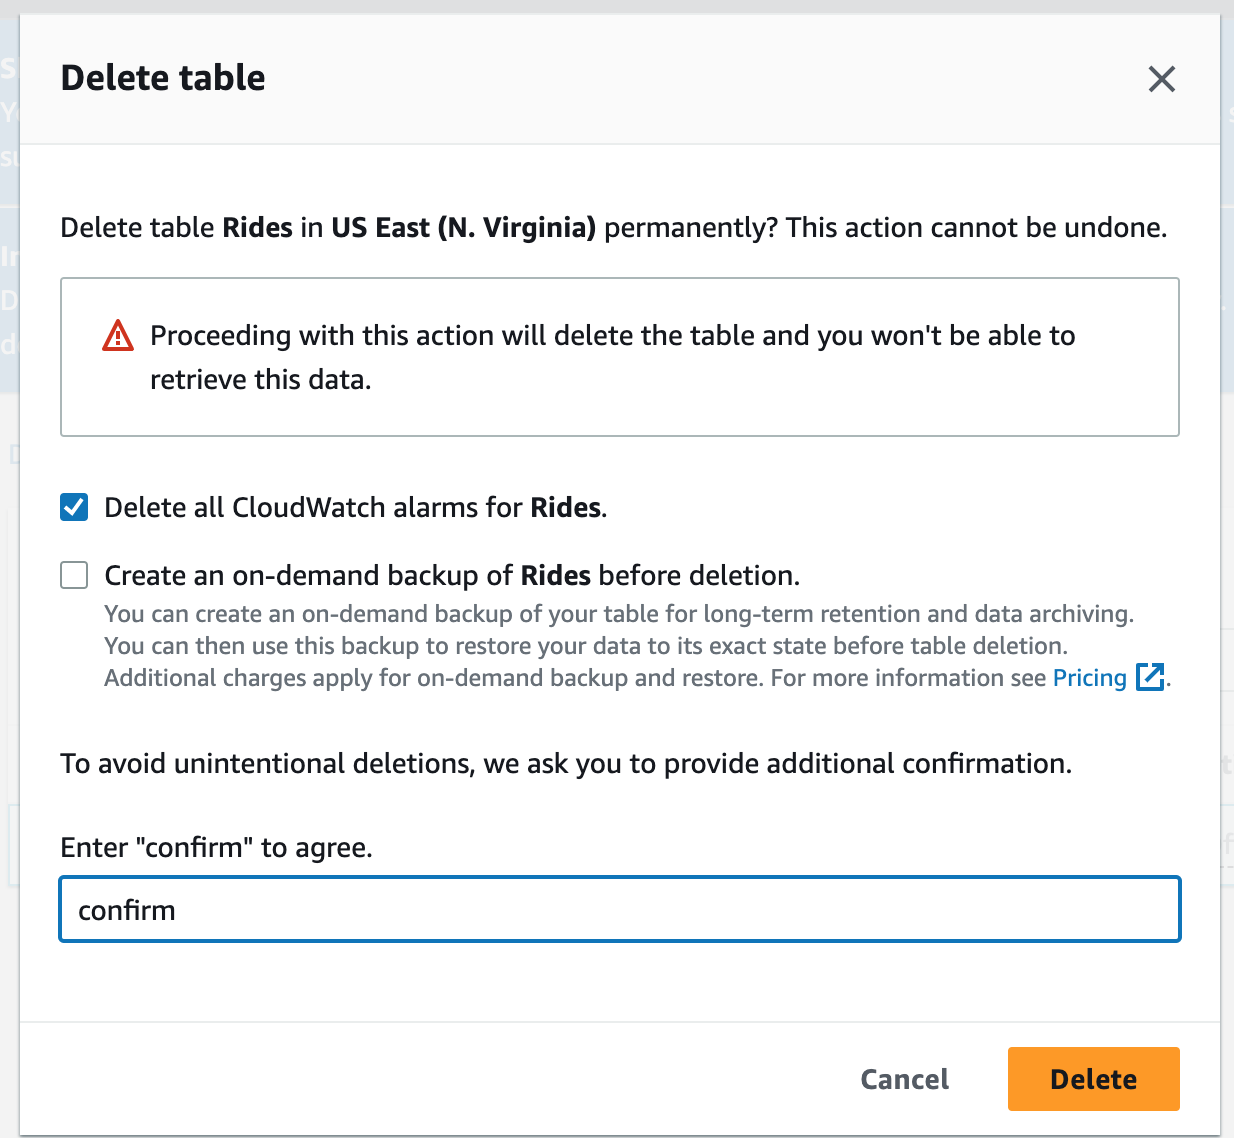 Delete table
Delete table Rides in US East (N. Virginia) permanently? This action cannot be undone.
Proceeding with this action will delete the table and you won't be able to
retrieve this data.
Delete all CloudWatch alarms for Rides.
Create an on-demand backup of Rides before deletion.
You can create an on-demand backup of your table for long-term retention and data archiving.
You can then use this backup to restore your data to its exact state before table deletion.
Additional charges apply for on-demand backup and restore. For more information see Pricing.
To avoid unintentional deletions, we ask you to provide additional confirmation.
Enter "confirm" to agree.
confirm
Cancel
Delete